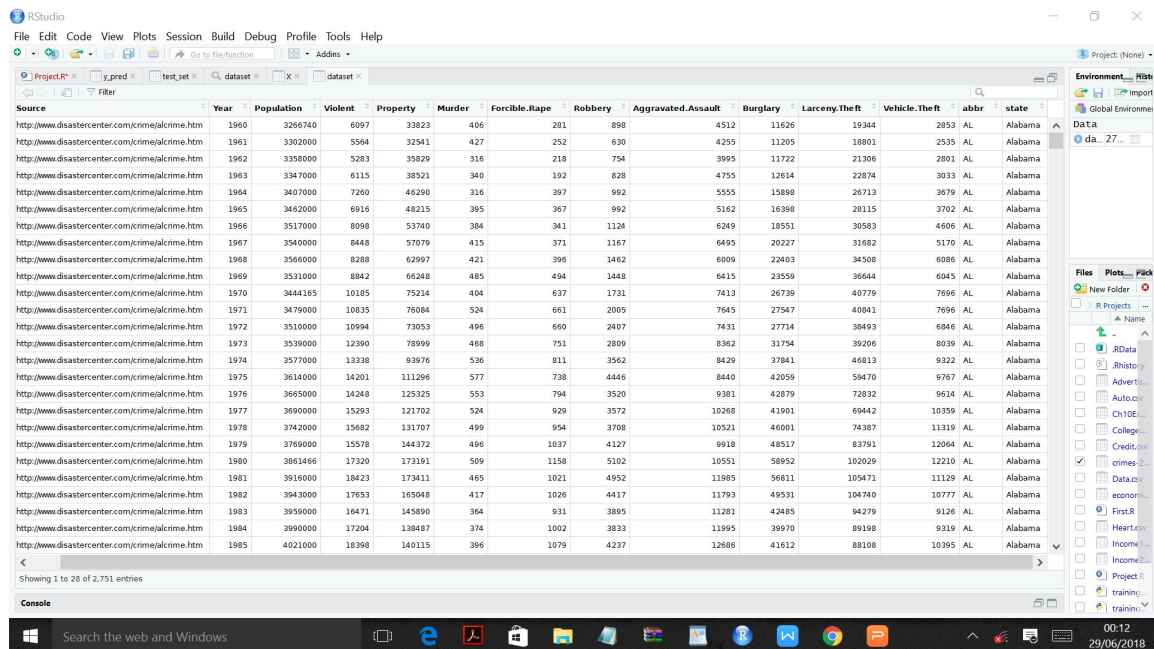 RStudio
File Edit Code View Plots Session Build Debug Profile Tools Help
Go to file/function Addins Project: (None)
Project.R* y_pred test_set dataset X dataset
Filter
Source Year Population Violent Property Murder Forcible.Rape Robbery Aggravated.Assault Burglary Larceny.Theft Vehicle.Theft abbr state
http://www.disastercenter.com/crime/alcrime.htm 1960 3266740 6097 33823 406 281 898 4512 11626 19344 2853 AL Alabama
http://www.disastercenter.com/crime/alcrime.htm 1961 3302000 5564 32541 427 252 630 4255 11205 18801 2535 AL Alabama
http://www.disastercenter.com/crime/alcrime.htm 1962 3358000 5283 35829 316 218 754 3995 11722 21306 2801 AL Alabama
http://www.disastercenter.com/crime/alcrime.htm 1963 3347000 6115 38521 340 192 828 4755 12614 22874 3033 AL Alabama
http://www.disastercenter.com/crime/alcrime.htm 1964 3407000 7260 46290 316 397 992 5555 15898 26713 3679 AL Alabama
http://www.disastercenter.com/crime/alcrime.htm 1965 3462000 6916 48215 395 367 992 5162 16398 28115 3702 AL Alabama
http://www.disastercenter.com/crime/alcrime.htm 1966 3517000 8098 53740 384 341 1124 6249 18551 30583 4606 AL Alabama
http://www.disastercenter.com/crime/alcrime.htm 1967 3540000 8448 57079 415 371 1167 6495 20227 31682 5170 AL Alabama
http://www.disastercenter.com/crime/alcrime.htm 1968 3566000 8288 62997 421 396 1462 6009 22403 34508 6086 AL Alabama
http://www.disastercenter.com/crime/alcrime.htm 1969 3531000 8842 66248 485 494 1448 6415 23559 36644 6045 AL Alabama
http://www.disastercenter.com/crime/alcrime.htm 1970 3444165 10185 75214 404 637 1731 7413 26739 40779 7696 AL Alabama
http://www.disastercenter.com/crime/alcrime.htm 1971 3479000 10835 76084 524 661 2005 7645 27547 40841 7696 AL Alabama
http://www.disastercenter.com/crime/alcrime.htm 1972 3510000 10994 73053 496 660 2407 7431 27714 38493 6846 AL Alabama
http://www.disastercenter.com/crime/alcrime.htm 1973 3539000 12390 78999 468 751 2809 8362 31754 39206 8039 AL Alabama
http://www.disastercenter.com/crime/alcrime.htm 1974 3577000 13338 93976 536 811 3562 8429 37841 46813 9322 AL Alabama
http://www.disastercenter.com/crime/alcrime.htm 1975 3614000 14201 111296 577 738 4446 8440 42059 59470 9767 AL Alabama
http://www.disastercenter.com/crime/alcrime.htm 1976 3665000 14248 125325 553 794 3520 9381 42879 72832 9614 AL Alabama
http://www.disastercenter.com/crime/alcrime.htm 1977 3690000 15293 121702 524 929 3572 10268 41901 69442 10359 AL Alabama
http://www.disastercenter.com/crime/alcrime.htm 1978 3742000 15682 131707 499 954 3708 10521 46001 74387 11319 AL Alabama
http://www.disastercenter.com/crime/alcrime.htm 1979 3769000 15578 144372 496 1037 4127 9918 48517 83791 12064 AL Alabama
http://www.disastercenter.com/crime/alcrime.htm 1980 3861466 17320 173191 509 1158 5102 10551 58952 102029 12210 AL Alabama
http://www.disastercenter.com/crime/alcrime.htm 1981 3916000 18423 173411 465 1021 4952 11985 56811 105471 11129 AL Alabama
http://www.disastercenter.com/crime/alcrime.htm 1982 3943000 17653 165048 417 1026 4417 11793 49531 104740 10777 AL Alabama
http://www.disastercenter.com/crime/alcrime.htm 1983 3959000 16471 145890 364 931 3895 11281 42485 94279 9126 AL Alabama
http://www.disastercenter.com/crime/alcrime.htm 1984 3990000 17204 138487 374 1002 3833 11995 39970 89198 9319 AL Alabama
http://www.disastercenter.com/crime/alcrime.htm 1985 4021000 18398 140115 396 1079 4237 12686 41612 88108 10395 AL Alabama
Showing 1 to 28 of 2,751 entries
Console
Environment Histo
Import
Global Environme
Data
da... 27...
Files Plots Pack
New Folder
R Projects ...
Name
..
.RData
.Rhistory
Advertis...
Auto.csv
Ch10E...
College...
Credit.csv
crimes-2...
Data.csv
economi...
First.R
Heart.csv
Income1...
Income2...
Project.R
training...
training...
Search the web and Windows
00:12
29/06/2018